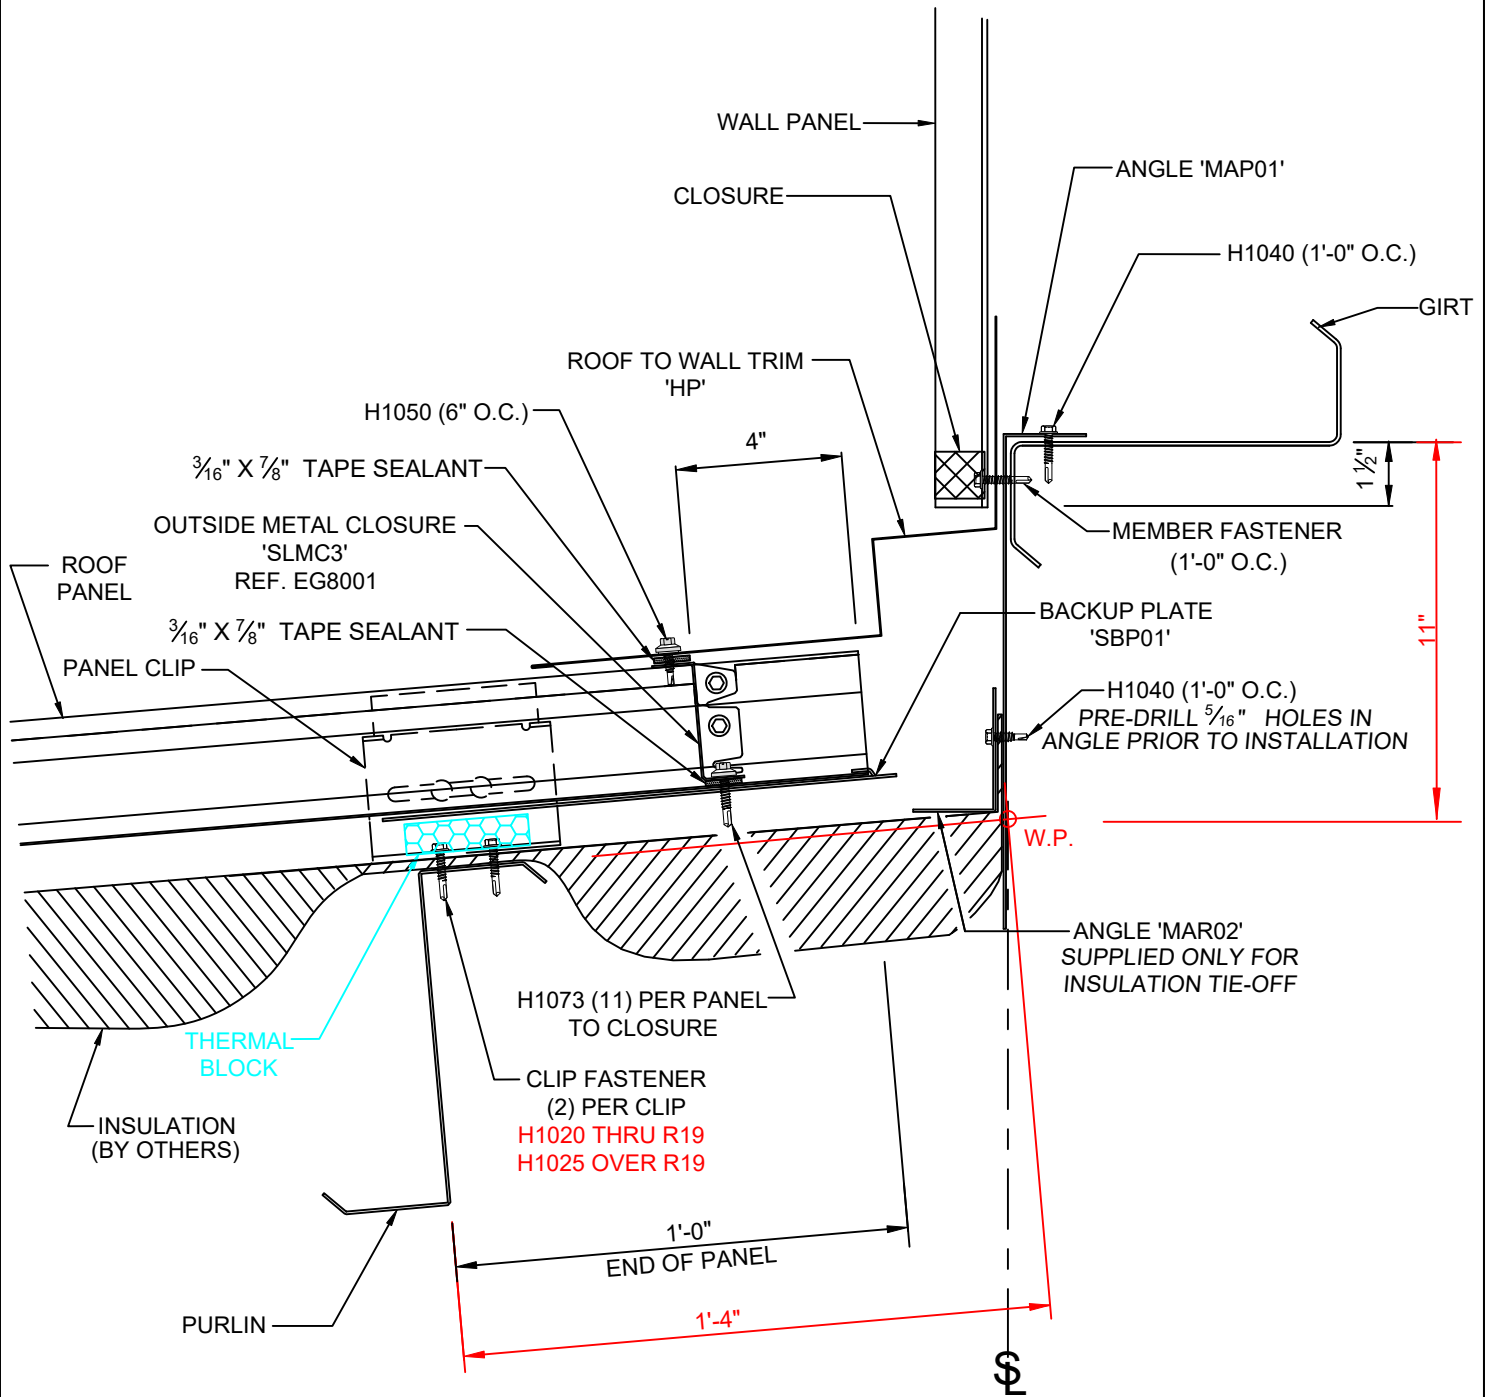 WALL PANEL
CLOSURE
ANGLE 'MAP01'
H1040 (1'-0" O.C.)
GIRT
ROOF TO WALL TRIM
'HP'
H1050 (6" O.C.)
4"
3/16" X 7/8" TAPE SEALANT
OUTSIDE METAL CLOSURE
'SLMC3'
REF. EG8001
ROOF
PANEL
3/16" X 7/8" TAPE SEALANT
PANEL CLIP
1 1/2"
MEMBER FASTENER
(1'-0" O.C.)
BACKUP PLATE
'SBP01'
11"
H1040 (1'-0" O.C.)
PRE-DRILL 5/16" HOLES IN
ANGLE PRIOR TO INSTALLATION
W.P.
ANGLE 'MAR02'
SUPPLIED ONLY FOR
INSULATION TIE-OFF
H1073 (11) PER PANEL
TO CLOSURE
THERMAL
BLOCK
CLIP FASTENER
(2) PER CLIP
H1020 THRU R19
H1025 OVER R19
INSULATION
(BY OTHERS)
1'-0"
END OF PANEL
1'-4"
PURLIN